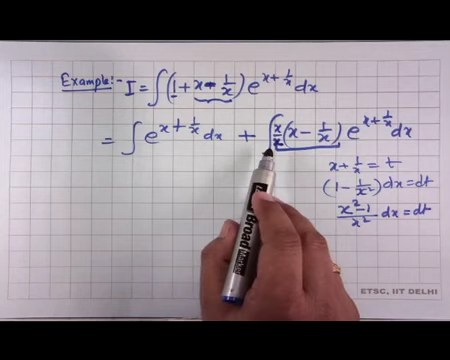 Example:- I = ∫(1 + x - 1/x) e^(x + 1/x) dx
= ∫ e^(x + 1/x) dx + ∫ x/x (x - 1/x) e^(x + 1/x) dx
x + 1/x = t
(1 - 1/x²) dx = dt
(x² - 1)/x² dx = dt
Broad
Marker
ETSC, IIT DELHI